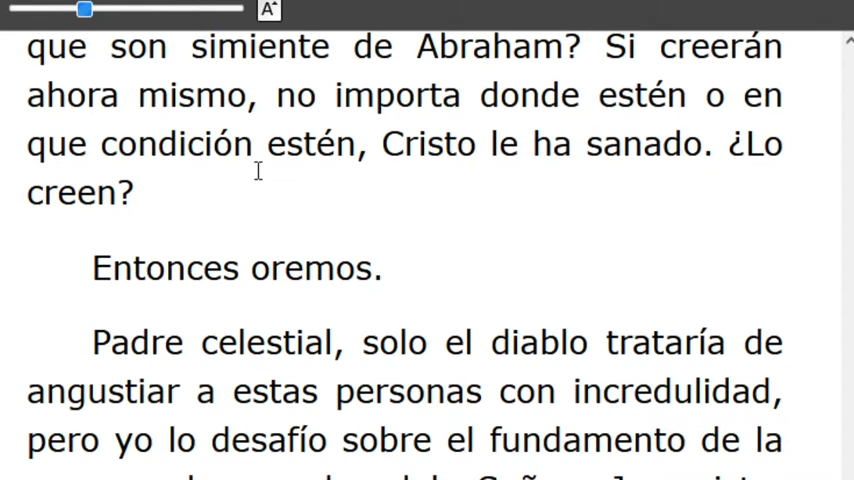 A
que son simiente de Abraham? Si creerán
ahora mismo, no importa donde estén o en
que condición estén, Cristo le ha sanado. ¿Lo
creen?
Entonces oremos.
Padre celestial, solo el diablo trataría de
angustiar a estas personas con incredulidad,
pero yo lo desafío sobre el fundamento de la